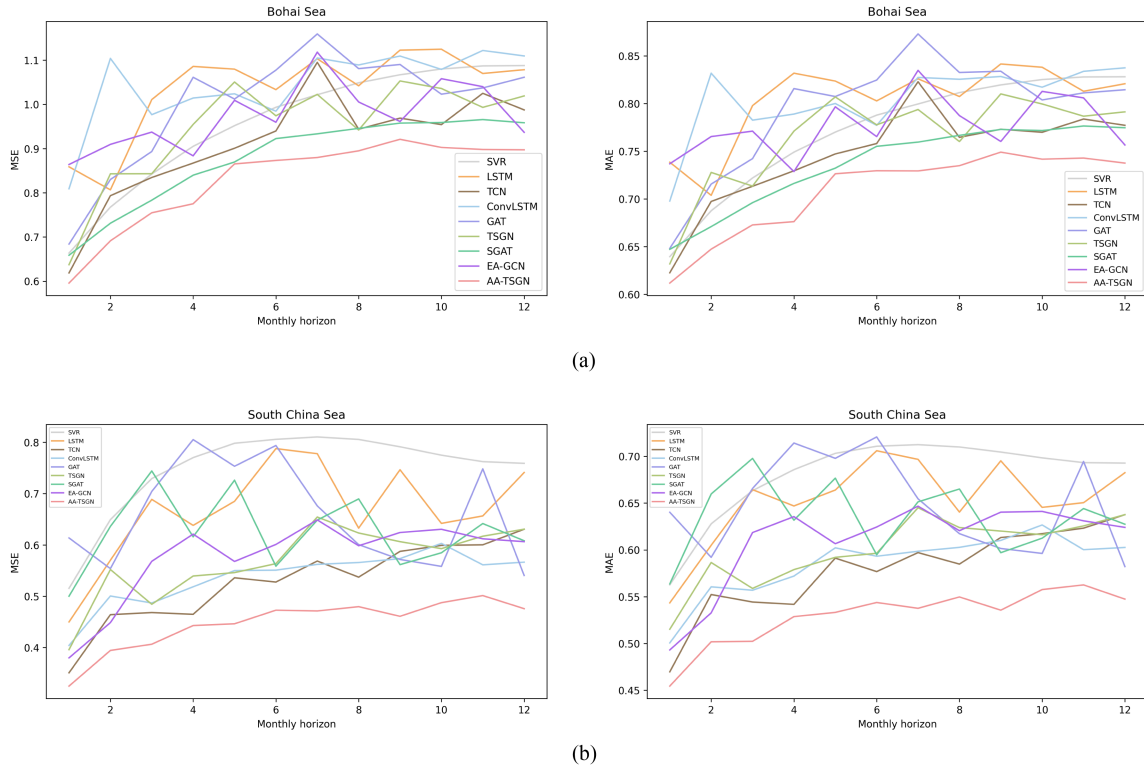 Bohai Sea
MSE
1.1
1.0
0.9
0.8
0.7
0.6
2 4 6 8 10 12
Monthly horizon
SVR
LSTM
TCN
ConvLSTM
GAT
TSGN
SGAT
EA-GCN
AA-TSGN
Bohai Sea
MAE
0.85
0.80
0.75
0.70
0.65
0.60
2 4 6 8 10 12
Monthly horizon
SVR
LSTM
TCN
ConvLSTM
GAT
TSGN
SGAT
EA-GCN
AA-TSGN
(a)
South China Sea
MSE
0.8
0.7
0.6
0.5
0.4
2 4 6 8 10 12
Monthly horizon
SVR
LSTM
TCN
ConvLSTM
GAT
TSGN
SGAT
EA-GCN
AA-TSGN
South China Sea
MAE
0.70
0.65
0.60
0.55
0.50
0.45
2 4 6 8 10 12
Monthly horizon
SVR
LSTM
TCN
ConvLSTM
GAT
TSGN
SGAT
EA-GCN
AA-TSGN
(b)